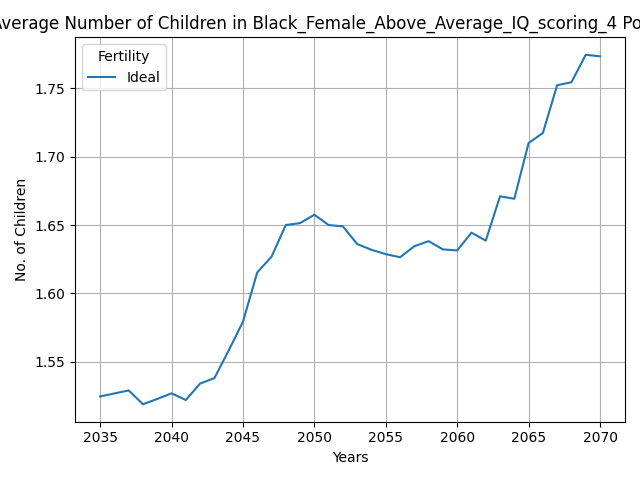 Average Number of Children in Black_Female_Above_Average_IQ_scoring_4 Po
Fertility
Ideal
1.75
1.70
1.65
1.60
1.55
No. of Children
2035 2040 2045 2050 2055 2060 2065 2070
Years